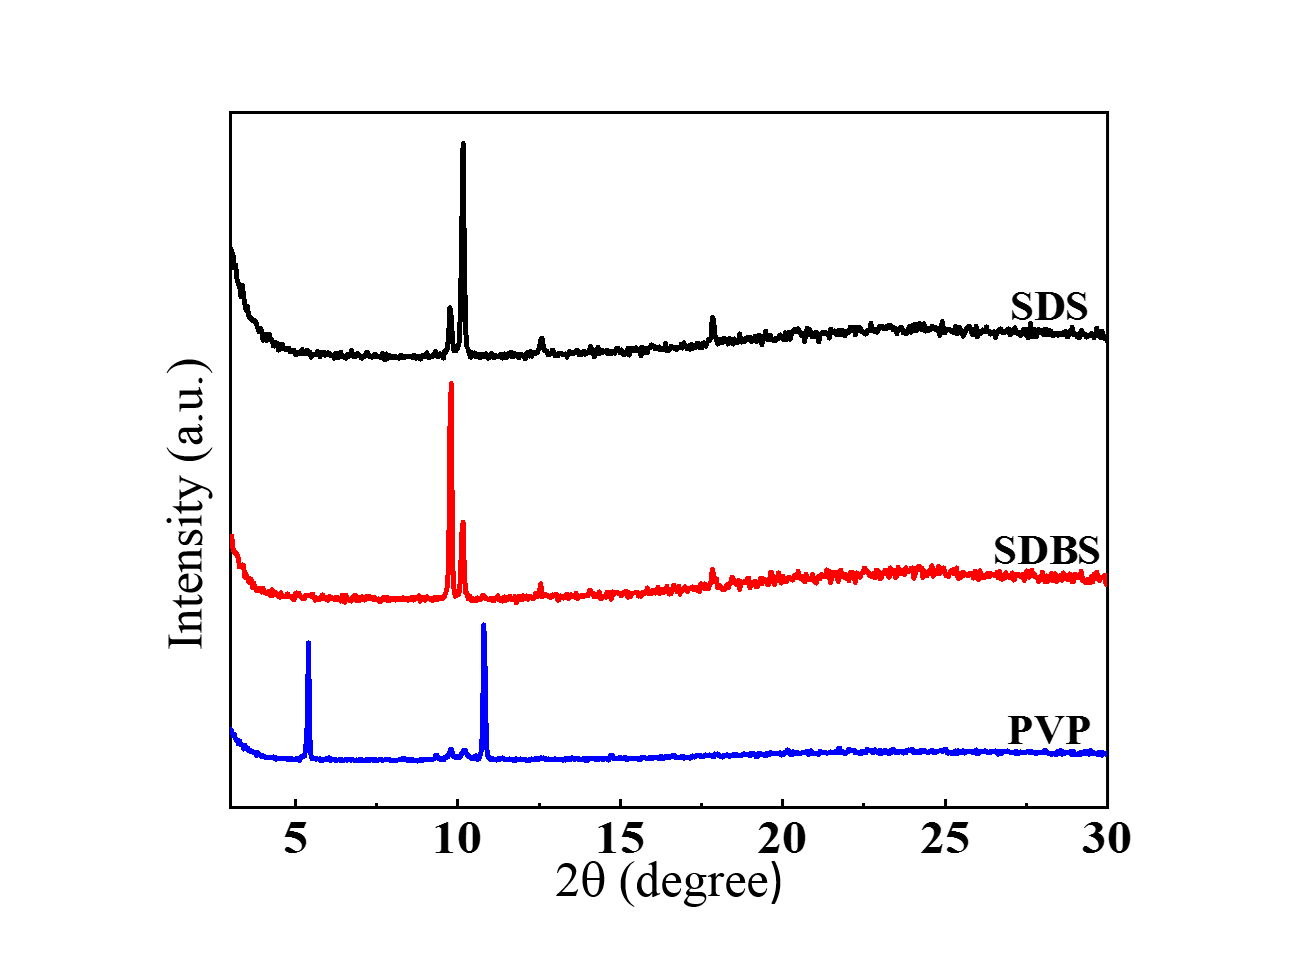 SDS
SDBS
PVP
Intensity (a.u.)
5 10 15 20 25 30
2θ (degree)